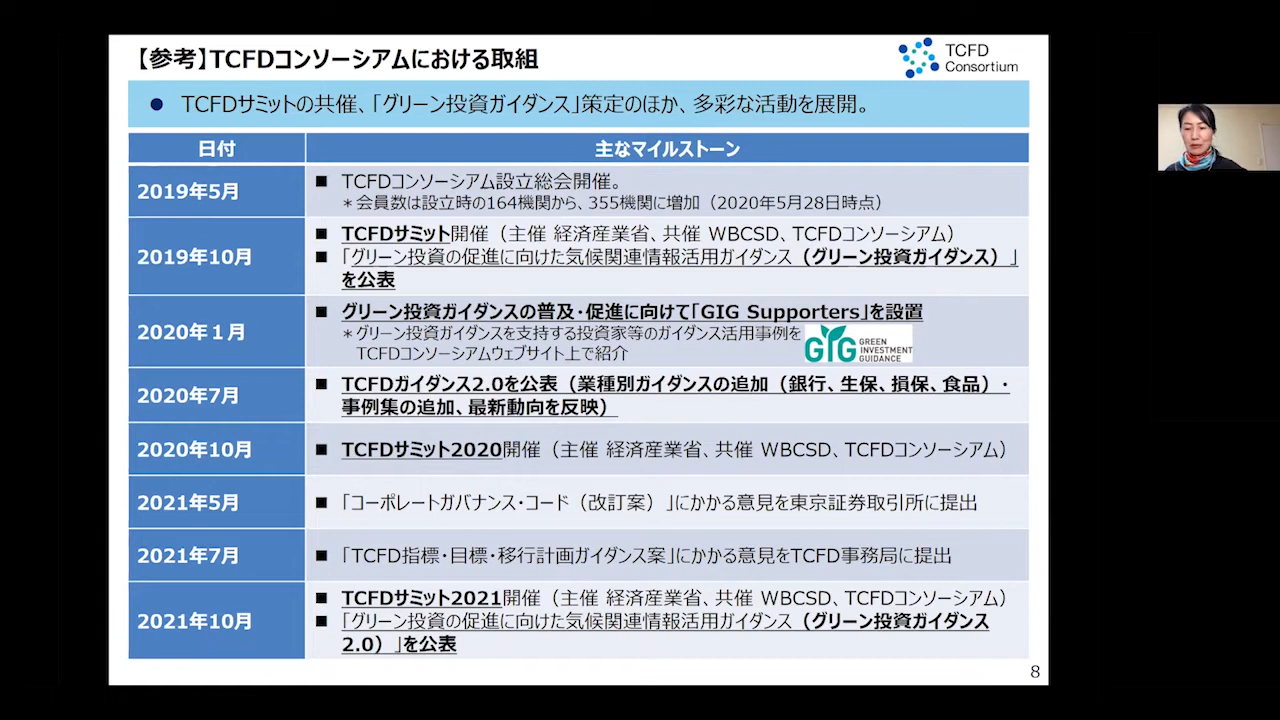 【参考】TCFDコンソーシアムにおける取組
TCFD
Consortium
● TCFDサミットの共催、「グリーン投資ガイダンス」策定のほか、多彩な活動を展開。
日付
主なマイルストーン
2019年5月
■ TCFDコンソーシアム設立総会開催。
＊会員数は設立時の164機関から、355機関に増加（2020年5月28日時点）
2019年10月
■ TCFDサミット開催（主催 経済産業省、共催 WBCSD、TCFDコンソーシアム）
■ 「グリーン投資の促進に向けた気候関連情報活用ガイダンス（グリーン投資ガイダンス）」
を公表
2020年１月
■ グリーン投資ガイダンスの普及・促進に向けて「GIG Supporters」を設置
＊グリーン投資ガイダンスを支持する投資家等のガイダンス活用事例を
TCFDコンソーシアムウェブサイト上で紹介
GIG
GREEN
INVESTMENT
GUIDANCE
2020年7月
■ TCFDガイダンス2.0を公表（業種別ガイダンスの追加（銀行、生保、損保、食品）・
事例集の追加、最新動向を反映）
2020年10月
■ TCFDサミット2020開催（主催 経済産業省、共催 WBCSD、TCFDコンソーシアム）
2021年5月
■ 「コーポレートガバナンス・コード（改訂案）」にかかる意見を東京証券取引所に提出
2021年7月
■ 「TCFD指標・目標・移行計画ガイダンス案」にかかる意見をTCFD事務局に提出
2021年10月
■ TCFDサミット2021開催（主催 経済産業省、共催 WBCSD、TCFDコンソーシアム）
■ 「グリーン投資の促進に向けた気候関連情報活用ガイダンス（グリーン投資ガイダンス
2.0）」を公表
8